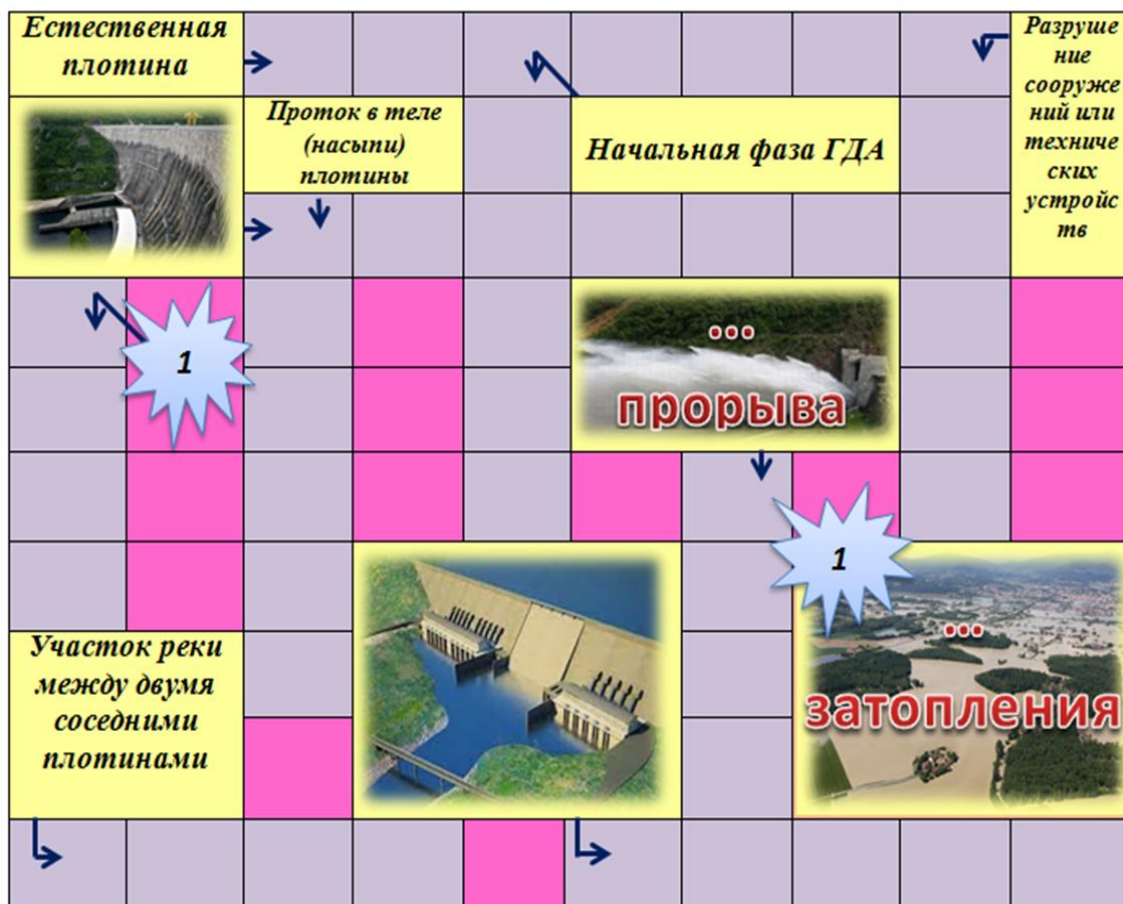 Естественная
плотина
Разруше
ние
сооруже
ний или
техниче
ских
устройс
тв
Проток в теле
(насыпи)
плотины
Начальная фаза ГДА
1
...
прорыва
1
Участок реки
между двумя
соседними
плотинами
...
затопления